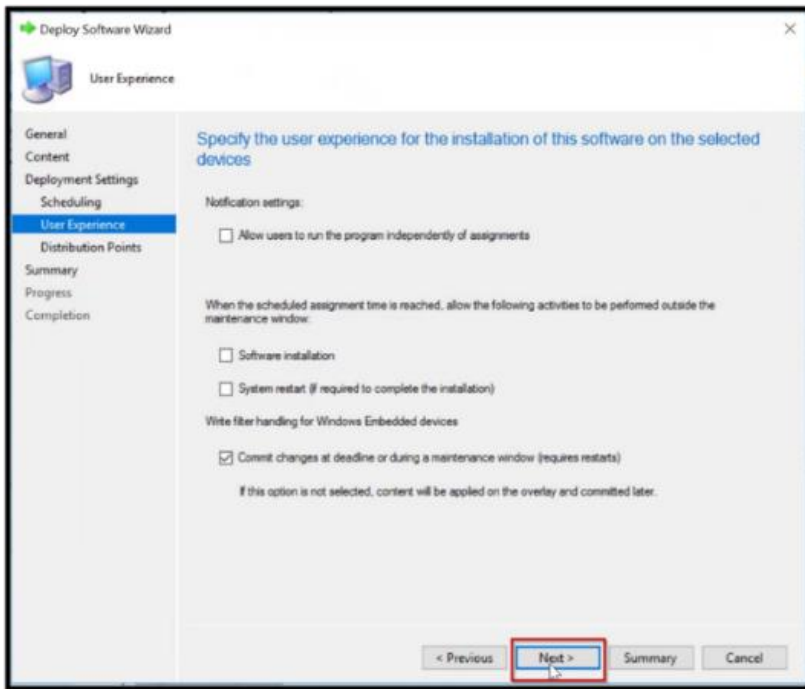 Deploy Software Wizard
User Experience
General
Content
Deployment Settings
Scheduling
User Experience
Distribution Points
Summary
Progress
Completion
Specify the user experience for the installation of this software on the selected
devices
Notification settings:
Allow users to run the program independently of assignments
When the scheduled assignment time is reached, allow the following activities to be performed outside the
maintenance window:
Software installation
System restart (if required to complete the installation)
Write filter handling for Windows Embedded devices
Commit changes at deadline or during a maintenance window (requires restarts)
If this option is not selected, content will be applied on the overlay and committed later.
< Previous
Next >
Summary
Cancel